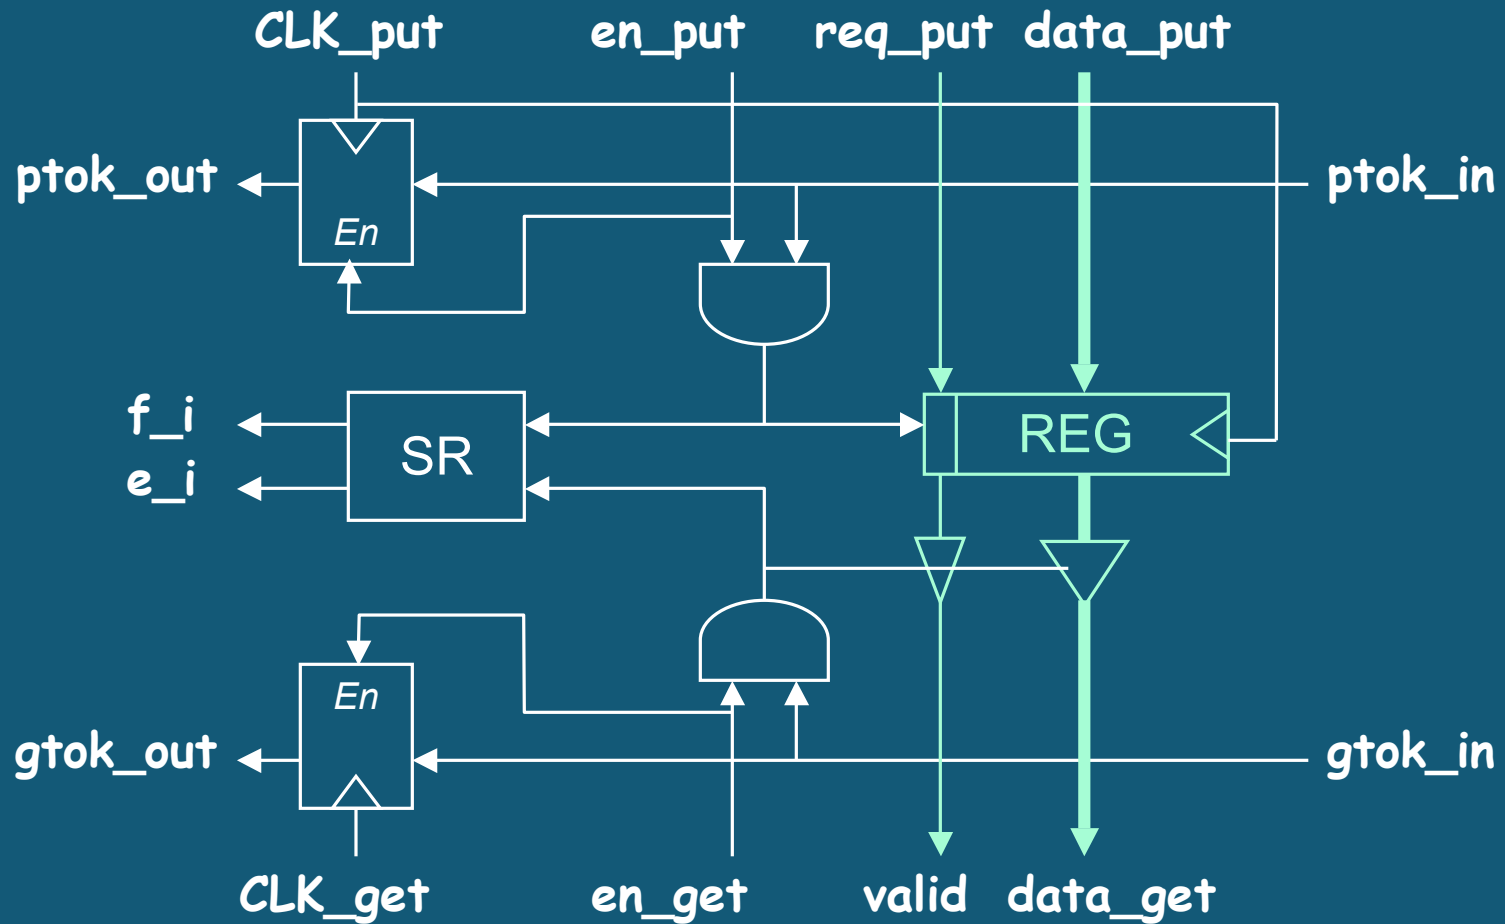 CLK_put en_put req_put data_put
ptok_out ptok_in
En
f_i
REG
SR
e_i
En
gtok_out gtok_in
CLK_get en_get valid data_get